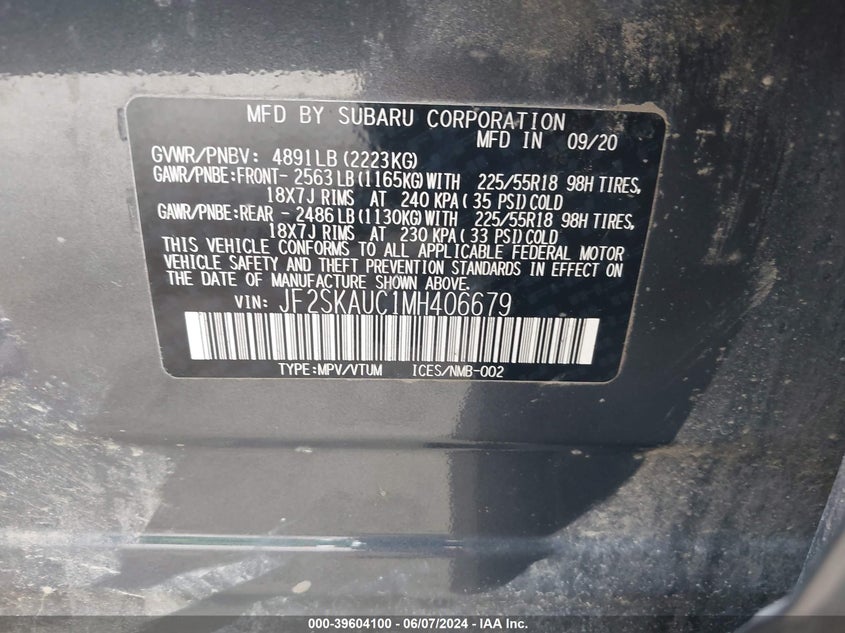 MFD BY SUBARU CORPORATION
MFD IN 09/20
GVWR/PNBV: 4891LB(2223KG)
GAWR/PNBE:FRONT- 2563LB(1165KG)WITH 225/55R18 98H TIRES,
18X7J RIMS AT 240 KPA(35 PSI)COLD
GAWR/PNBE:REAR - 2486LB(1130KG)WITH 225/55R18 98H TIRES,
18X7J RIMS AT 230 KPA(33 PSI)COLD
THIS VEHICLE CONFORMS TO ALL APPLICABLE FEDERAL MOTOR
VEHICLE SAFETY AND THEFT PREVENTION STANDARDS IN EFFECT ON
THE DATE OF MANUFACTURE SHOWN ABOVE.
VIN: JF2SKAUC1MH406679
TYPE:MPV/VTUM ICES/NMB-002
000-39604100 - 06/07/2024 - IAA Inc.